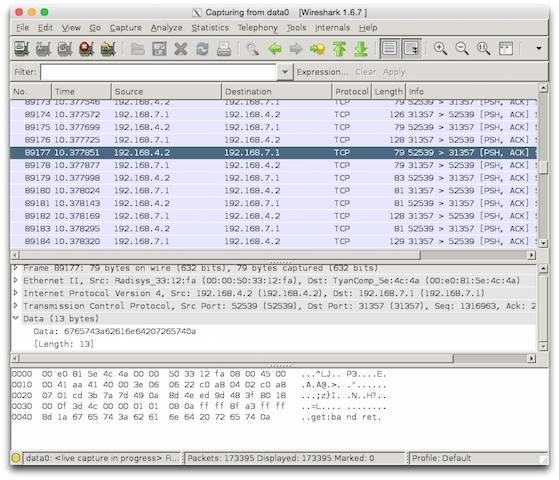 Capturing from data0 [Wireshark 1.6.7]
File Edit View Go Capture Analyze Statistics Telephony Tools Internals Help
Filter: Expression... Clear Apply
No. Time Source Destination Protocol Length Info
89173 10.377546 192.168.4.2 192.168.7.1 TCP 79 52539 > 31357 [PSH, ACK] S
89174 10.377572 192.168.7.1 192.168.4.2 TCP 126 31357 > 52539 [PSH, ACK] S
89175 10.377699 192.168.4.2 192.168.7.1 TCP 79 52539 > 31357 [PSH, ACK] S
89176 10.377725 192.168.7.1 192.168.4.2 TCP 128 31357 > 52539 [PSH, ACK] S
89177 10.377851 192.168.4.2 192.168.7.1 TCP 79 52539 > 31357 [PSH, ACK] S
89178 10.377877 192.168.7.1 192.168.4.2 TCP 79 31357 > 52539 [PSH, ACK] S
89179 10.377998 192.168.4.2 192.168.7.1 TCP 83 52539 > 31357 [PSH, ACK] S
89180 10.378024 192.168.7.1 192.168.4.2 TCP 81 31357 > 52539 [PSH, ACK] S
89181 10.378143 192.168.4.2 192.168.7.1 TCP 81 52539 > 31357 [PSH, ACK] S
89182 10.378169 192.168.7.1 192.168.4.2 TCP 128 31357 > 52539 [PSH, ACK] S
89183 10.378295 192.168.4.2 192.168.7.1 TCP 81 52539 > 31357 [PSH, ACK] S
89184 10.378320 192.168.7.1 192.168.4.2 TCP 129 31357 > 52539 [PSH, ACK] S
Frame 89177: 79 bytes on wire (632 bits), 79 bytes captured (632 bits)
Ethernet II, Src: Radisys_33:12:fa (00:00:50:33:12:fa), Dst: TyanComp_5e:4c:4a (00:e0:81:5e:4c:4a)
Internet Protocol Version 4, Src: 192.168.4.2 (192.168.4.2), Dst: 192.168.7.1 (192.168.7.1)
Transmission Control Protocol, Src Port: 52539 (52539), Dst Port: 31357 (31357), Seq: 1316963, Ack: 2
Data (13 bytes)
Data: 6765743a62616e64207265740a
[Length: 13]
0000 00 e0 81 5e 4c 4a 00 00 50 33 12 fa 08 00 45 00 ...^LJ.. P3....E.
0010 00 41 aa 41 40 00 3e 06 06 22 c0 a8 04 02 c0 a8 .A.A@.>. ."......
0020 07 01 cd 3b 7a 7d 49 0a 8d 4e ed 9d 48 3f 80 18 ...;z}I. .N..H?..
0030 00 0f 3d 4c 00 00 01 01 08 0a ff ff 8f a3 ff ff ..=L.... ........
0040 8d 1a 67 65 74 3a 62 61 6e 64 20 72 65 74 0a ..get:ba nd ret.
data0: <live capture in progress> Fi... Packets: 173395 Displayed: 173395 Marked: 0 Profile: Default